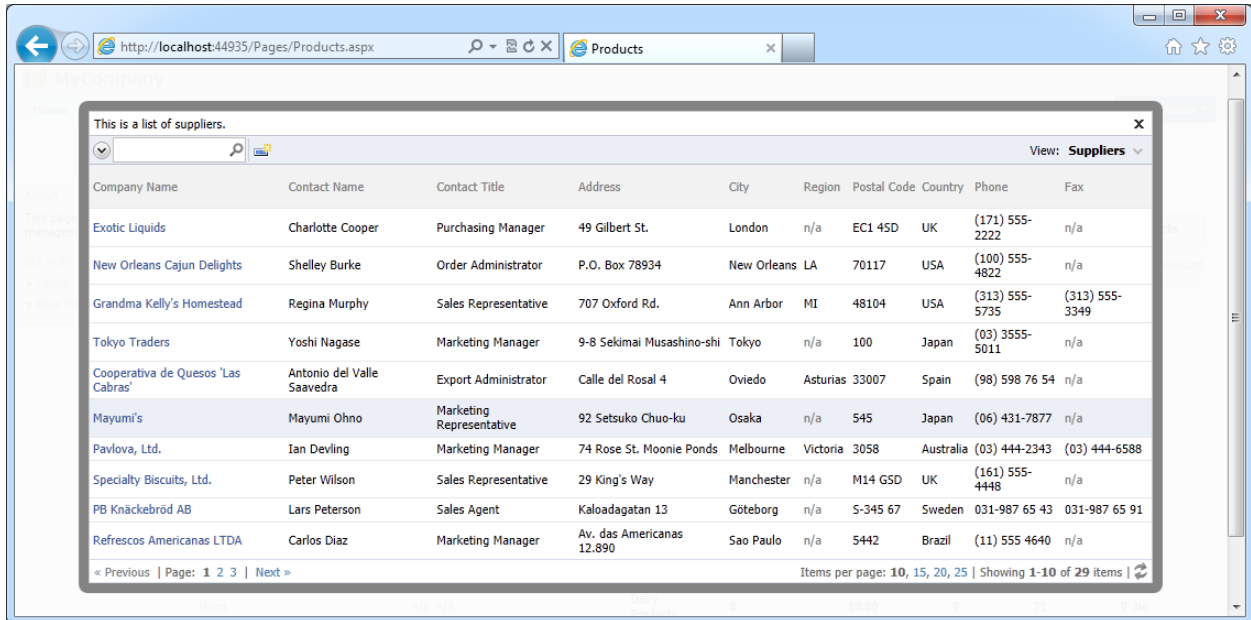 http://localhost:44935/Pages/Products.aspx
Products
MyCompany
This is a list of suppliers.
View: Suppliers
Company Name Contact Name Contact Title Address City Region Postal Code Country Phone Fax
Exotic Liquids Charlotte Cooper Purchasing Manager 49 Gilbert St. London n/a EC1 4SD UK (171) 555-
2222 n/a
New Orleans Cajun Delights Shelley Burke Order Administrator P.O. Box 78934 New Orleans LA 70117 USA (100) 555-
4822 n/a
Grandma Kelly's Homestead Regina Murphy Sales Representative 707 Oxford Rd. Ann Arbor MI 48104 USA (313) 555-
5735 (313) 555-
3349
Tokyo Traders Yoshi Nagase Marketing Manager 9-8 Sekimai Musashino-shi Tokyo n/a 100 Japan (03) 3555-
5011 n/a
Cooperativa de Quesos 'Las
Cabras' Antonio del Valle
Saavedra Export Administrator Calle del Rosal 4 Oviedo Asturias 33007 Spain (98) 598 76 54 n/a
Mayumi's Mayumi Ohno Marketing
Representative 92 Setsuko Chuo-ku Osaka n/a 545 Japan (06) 431-7877 n/a
Pavlova, Ltd. Ian Devling Marketing Manager 74 Rose St. Moonie Ponds Melbourne Victoria 3058 Australia (03) 444-2343 (03) 444-6588
Specialty Biscuits, Ltd. Peter Wilson Sales Representative 29 King's Way Manchester n/a M14 GSD UK (161) 555-
4448 n/a
PB Knäckebröd AB Lars Peterson Sales Agent Kaloadagatan 13 Göteborg n/a S-345 67 Sweden 031-987 65 43 031-987 65 91
Refrescos Americanas LTDA Carlos Diaz Marketing Manager Av. das Americanas
12.890 Sao Paulo n/a 5442 Brazil (11) 555 4640 n/a
« Previous | Page: 1 2 3 | Next » Items per page: 10, 15, 20, 25 | Showing 1-10 of 29 items |